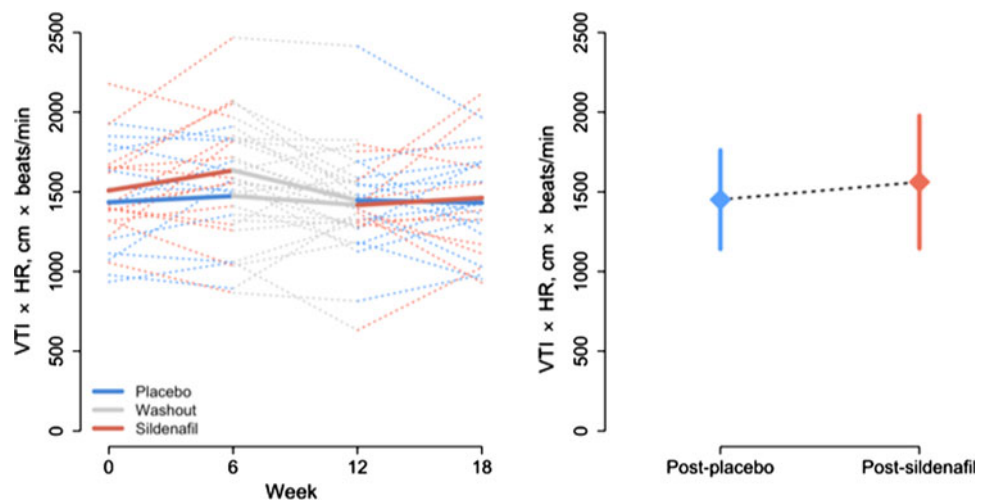 VTI × HR, cm × beats/min
2500
2000
1500
1000
500
0
Placebo
Washout
Sildenafil
0 6 12 18
Week
VTI × HR, cm × beats/min
2500
2000
1500
1000
500
0
Post-placebo Post-sildenafil